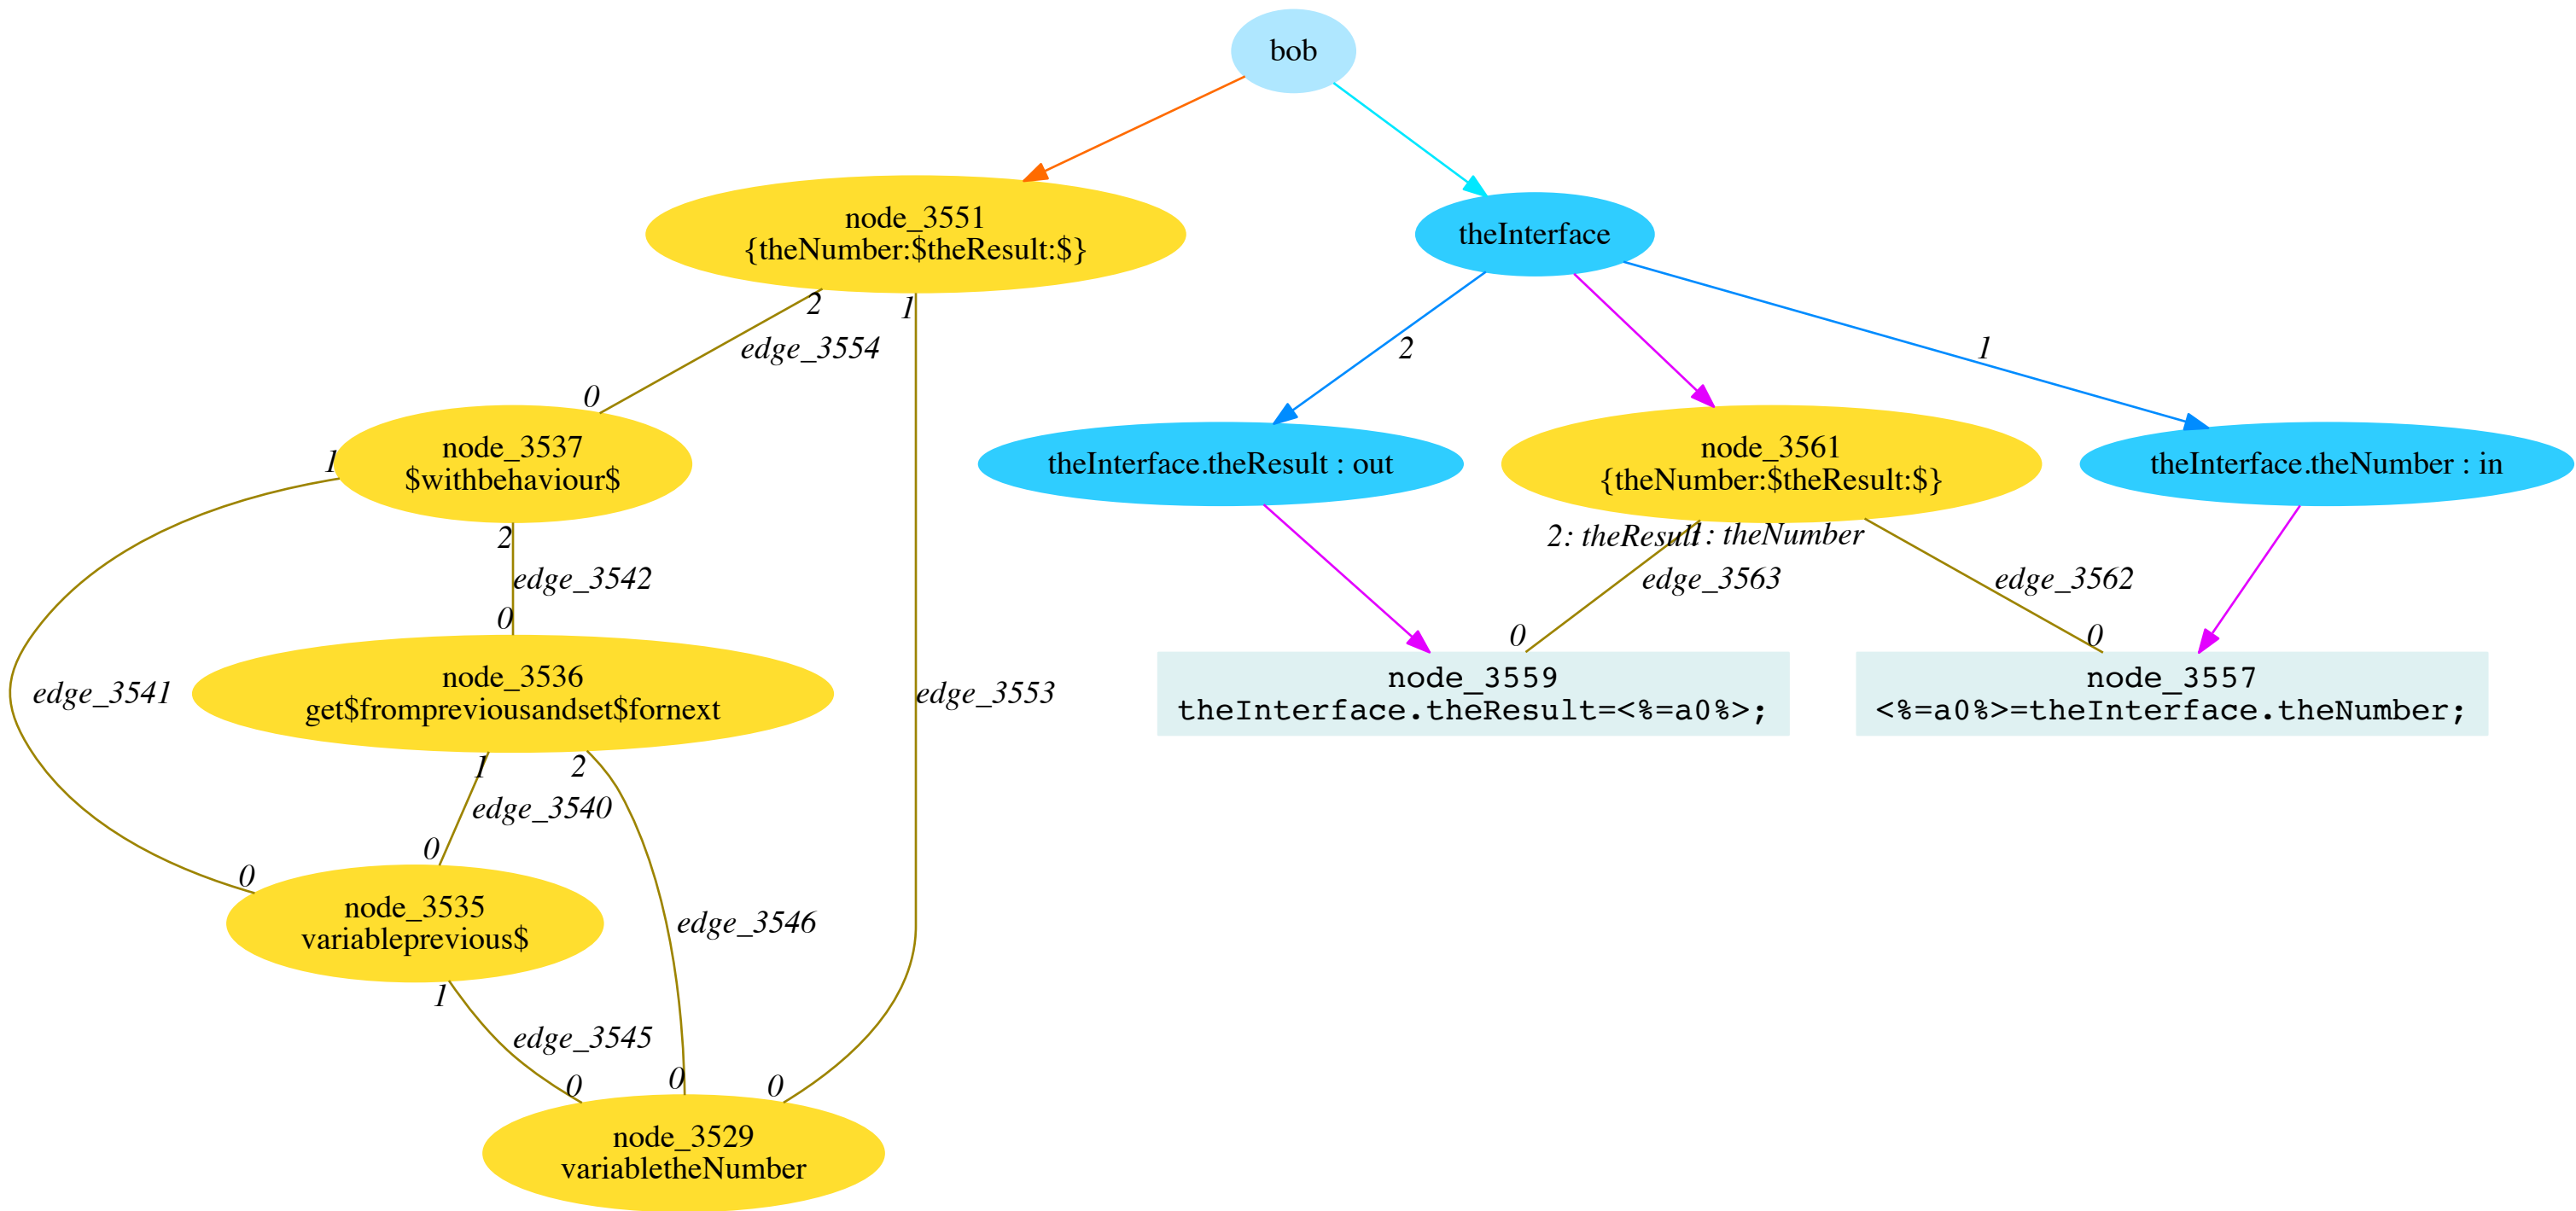 bob
node_3551
{theNumber:$theResult:$}
theInterface
2
1
edge_3554
2
1
0
node_3537
$withbehaviour$
theInterface.theResult : out
node_3561
{theNumber:$theResult:$}
theInterface.theNumber : in
1
2
edge_3542
0
2: theResult
: theNumber
edge_3563
edge_3562
0
0
edge_3541
node_3536
get$frompreviousandset$fornext
edge_3553
node_3559
theInterface.theResult=<%=a0%>;
node_3557
<%=a0%>=theInterface.theNumber;
1
2
edge_3540
0
0
node_3535
variableprevious$
edge_3546
1
edge_3545
0
0
0
node_3529
variabletheNumber